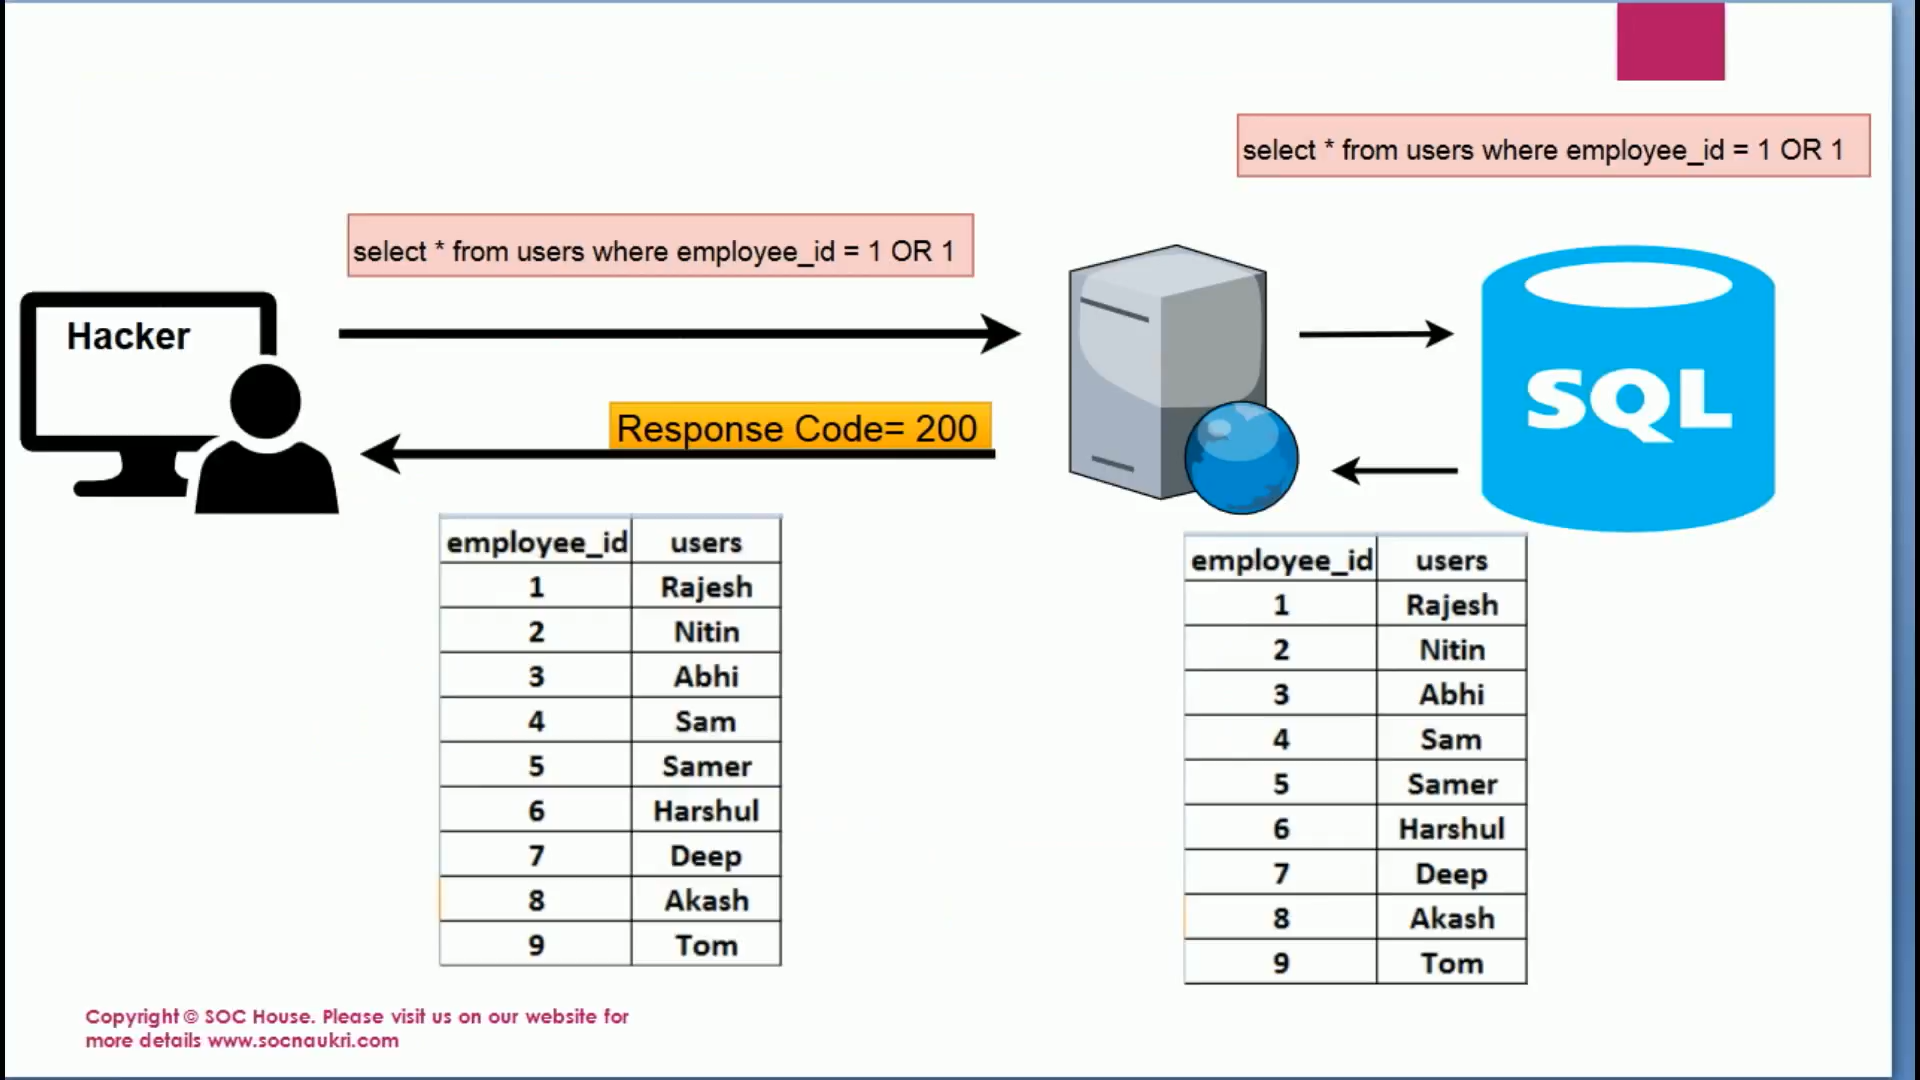 select * from users where employee_id = 1 OR 1
select * from users where employee_id = 1 OR 1
Hacker
Response Code= 200
SQL
employee_id users
1 Rajesh
2 Nitin
3 Abhi
4 Sam
5 Samer
6 Harshul
7 Deep
8 Akash
9 Tom
employee_id users
1 Rajesh
2 Nitin
3 Abhi
4 Sam
5 Samer
6 Harshul
7 Deep
8 Akash
9 Tom
Copyright © SOC House. Please visit us on our website for
more details www.socnaukri.com